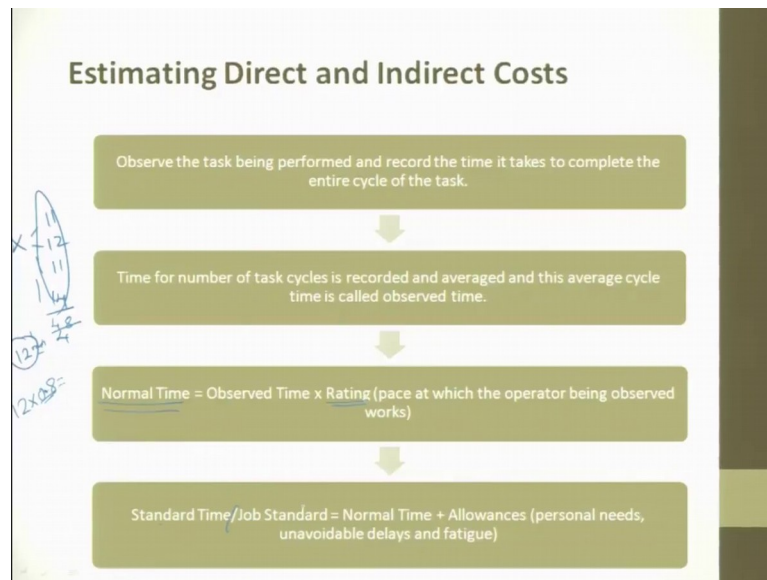 Estimating Direct and Indirect Costs
Observe the task being performed and record the time it takes to complete the
entire cycle of the task.
Time for number of task cycles is recorded and averaged and this average cycle
time is called observed time.
Normal Time = Observed Time x Rating (pace at which the operator being observed
works)
Standard Time/Job Standard = Normal Time + Allowances (personal needs,
unavoidable delays and fatigue)
11
12
11
48
4
12